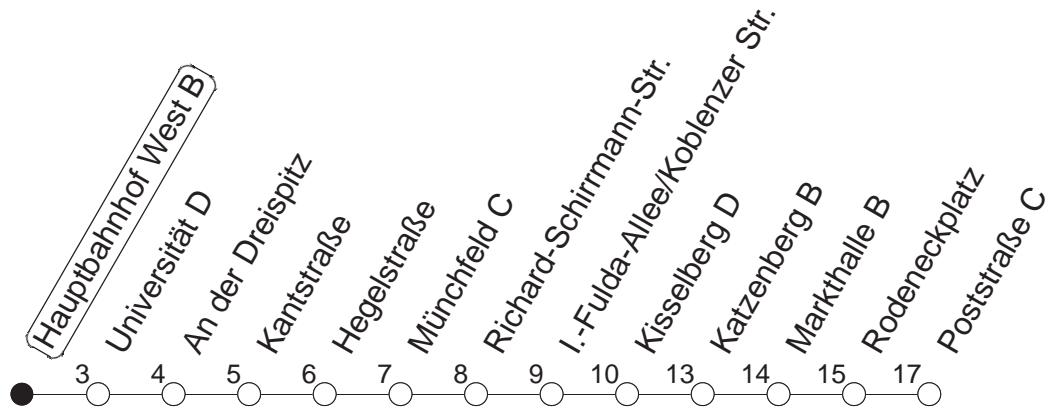 Hauptbahnhof West B
Universität D
An der Dreispitz
Kantstraße
Hegelstraße
Münchfeld C
Richard-Schirrmann-Str.
I.-Fulda-Allee/Koblenzer Str.
Kisselberg D
Katzenberg B
Markthalle B
Rodeneckplatz
Poststraße C
3 4 5 6 7 8 9 10 13 14 15 17